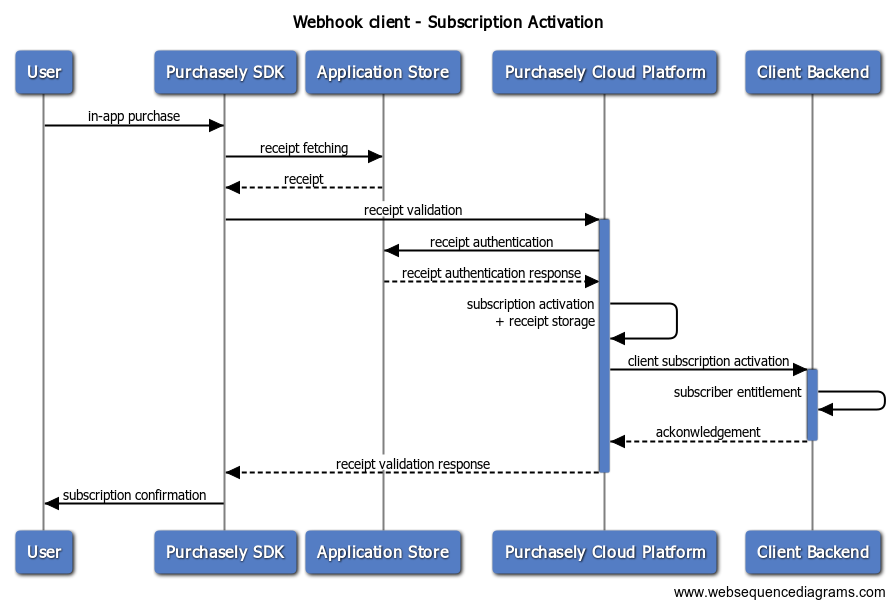 Webhook client - Subscription Activation
User
Purchasely SDK
Application Store
Purchasely Cloud Platform
Client Backend
in-app purchase
receipt fetching
receipt
receipt validation
receipt authentication
receipt authentication response
subscription activation
+ receipt storage
client subscription activation
subscriber entitlement
ackonwledgement
receipt validation response
subscription confirmation
User
Purchasely SDK
Application Store
Purchasely Cloud Platform
Client Backend
www.websequencediagrams.com